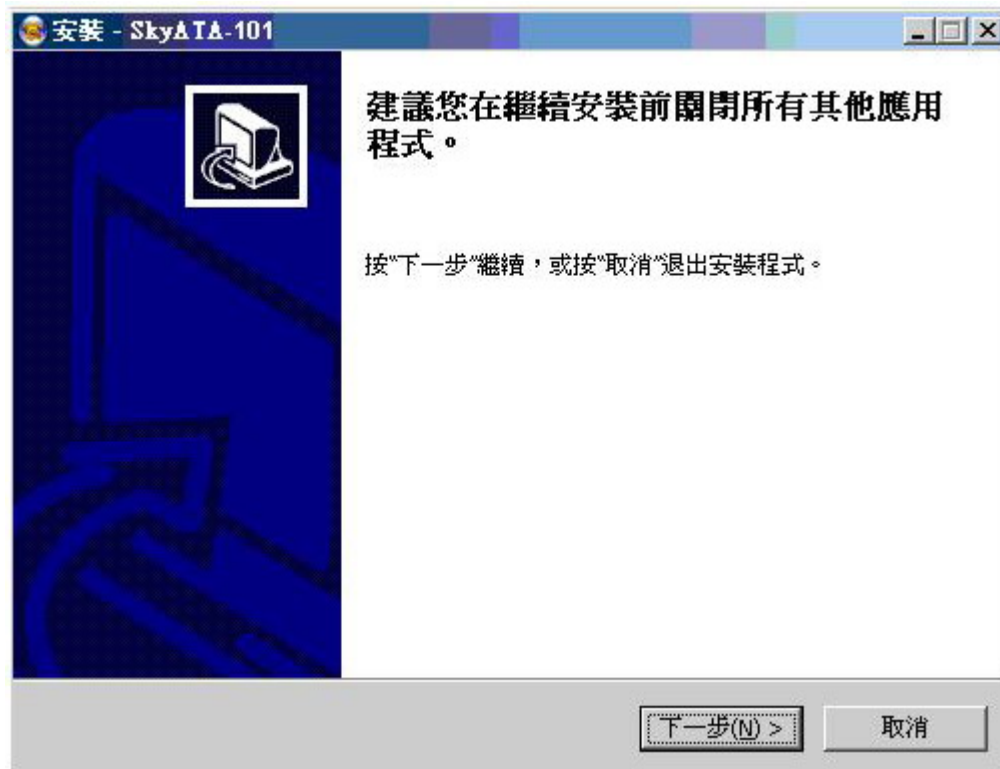 安裝 - SkyATA-101
建議您在繼續安裝前關閉所有其他應用
程式。
按"下一步"繼續，或按"取消"退出安裝程式。
下一步(N) >
取消